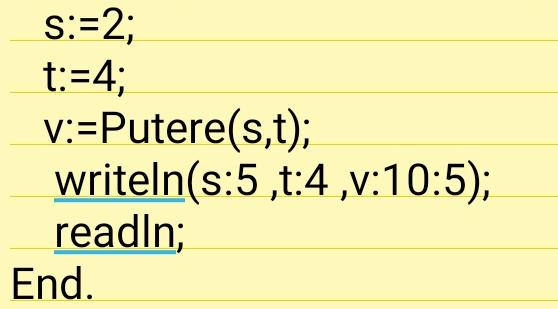 s:=2;
t:=4;
v:=Putere(s,t);
writeln(s:5 ,t:4 ,v:10:5);
readln;
End.